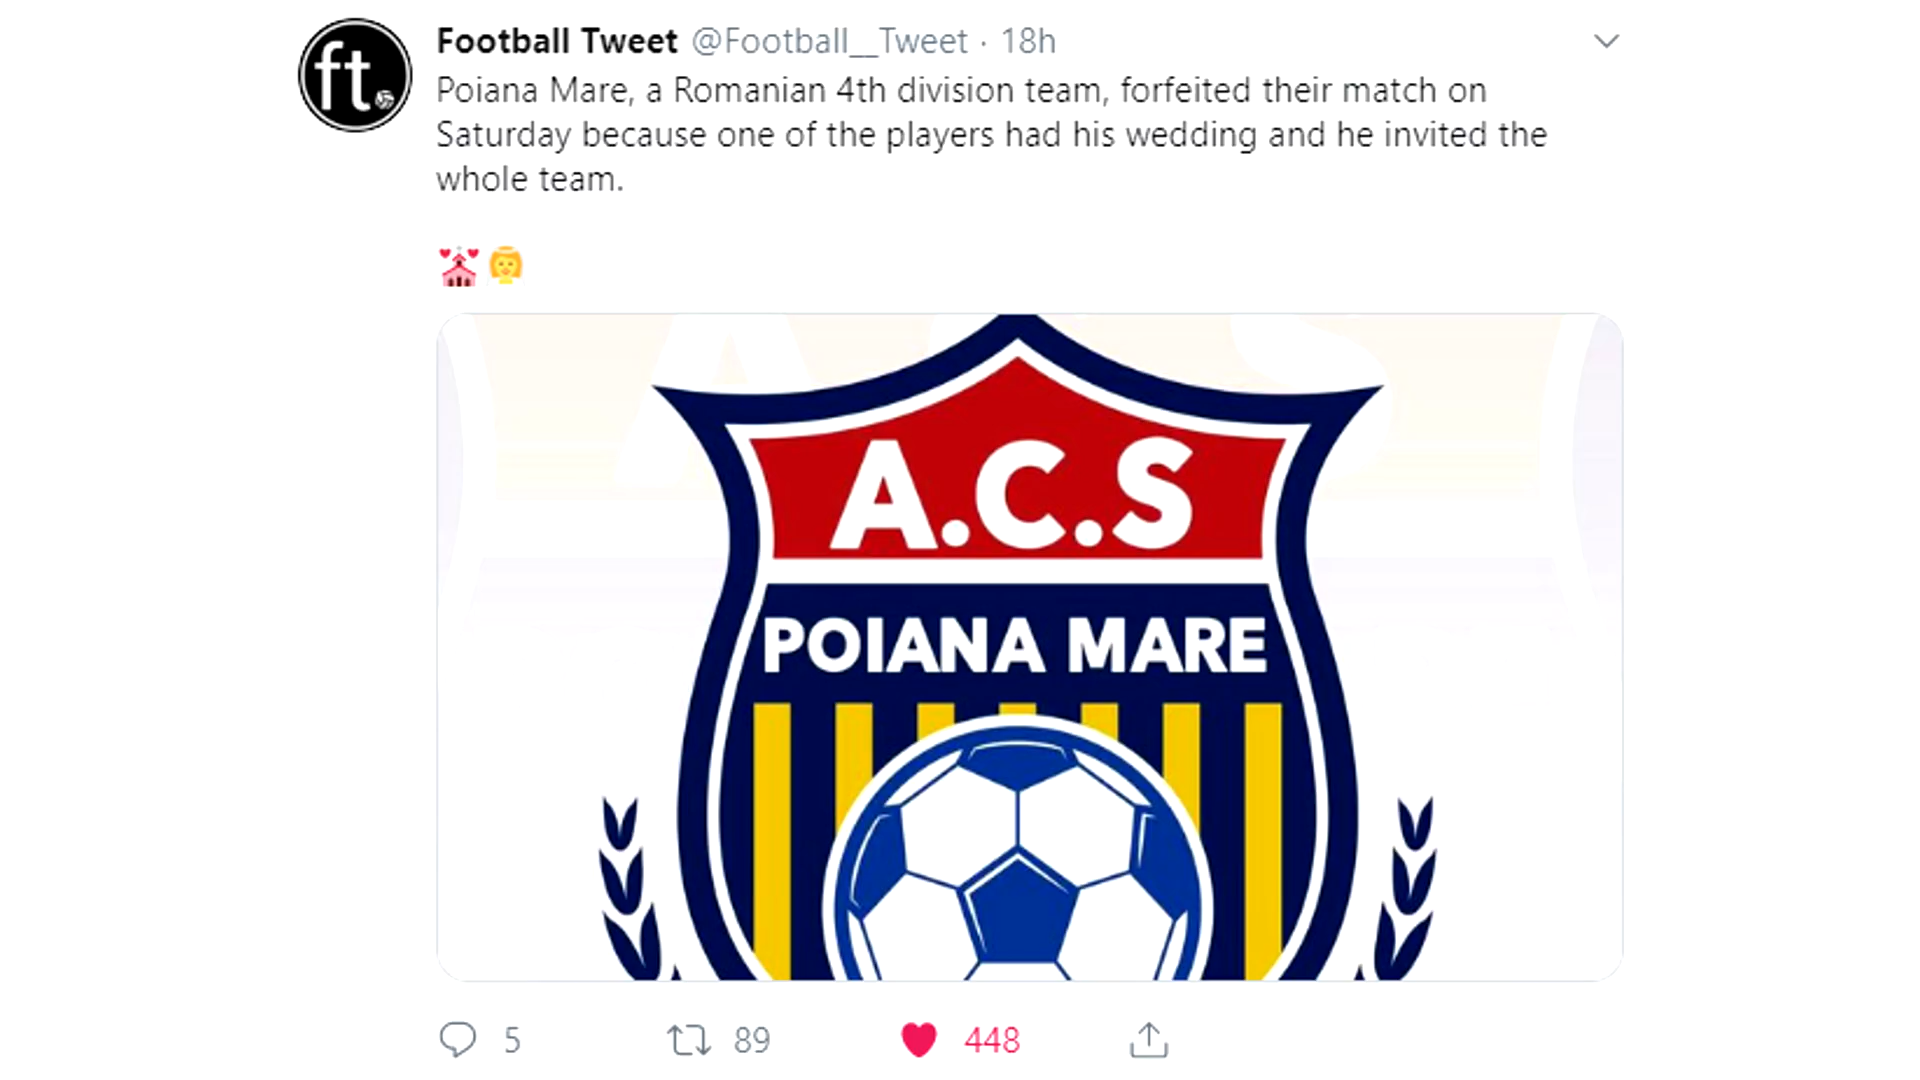 ft.
Football Tweet @Football__Tweet · 18h
Poiana Mare, a Romanian 4th division team, forfeited their match on
Saturday because one of the players had his wedding and he invited the
whole team.
💒👰
A.C.S
POIANA MARE
5 89 448